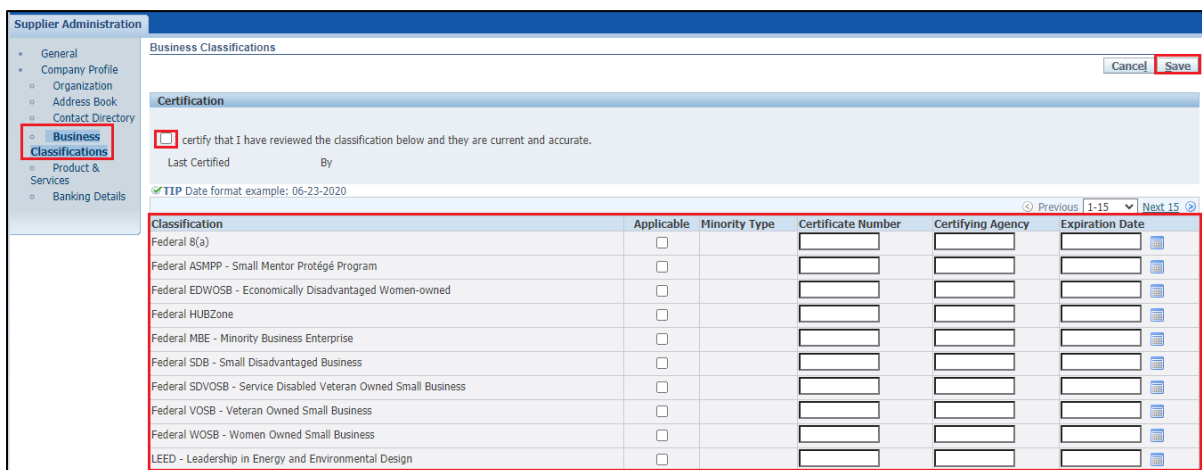 Supplier Administration
General
Company Profile
Organization
Address Book
Contact Directory
Business
Classifications
Product &
Services
Banking Details
Business Classifications
Cancel Save
Certification
certify that I have reviewed the classification below and they are current and accurate.
Last Certified By
TIP Date format example: 06-23-2020
Previous 1-15 Next 15
Classification Applicable Minority Type Certificate Number Certifying Agency Expiration Date
Federal 8(a)
Federal ASMPP - Small Mentor Protégé Program
Federal EDWOSB - Economically Disadvantaged Women-owned
Federal HUBZone
Federal MBE - Minority Business Enterprise
Federal SDB - Small Disadvantaged Business
Federal SDVOSB - Service Disabled Veteran Owned Small Business
Federal VOSB - Veteran Owned Small Business
Federal WOSB - Women Owned Small Business
LEED - Leadership in Energy and Environmental Design